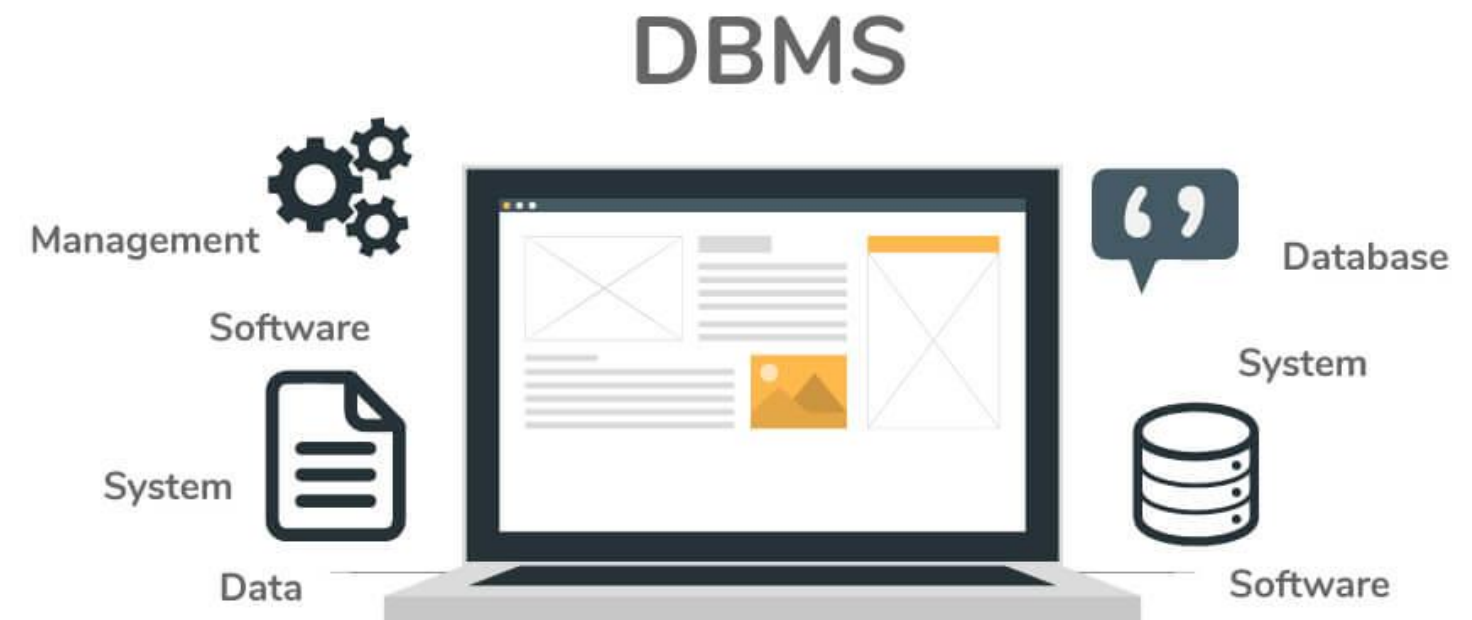 DBMS
Management
Software
System
Data
Database
System
Software